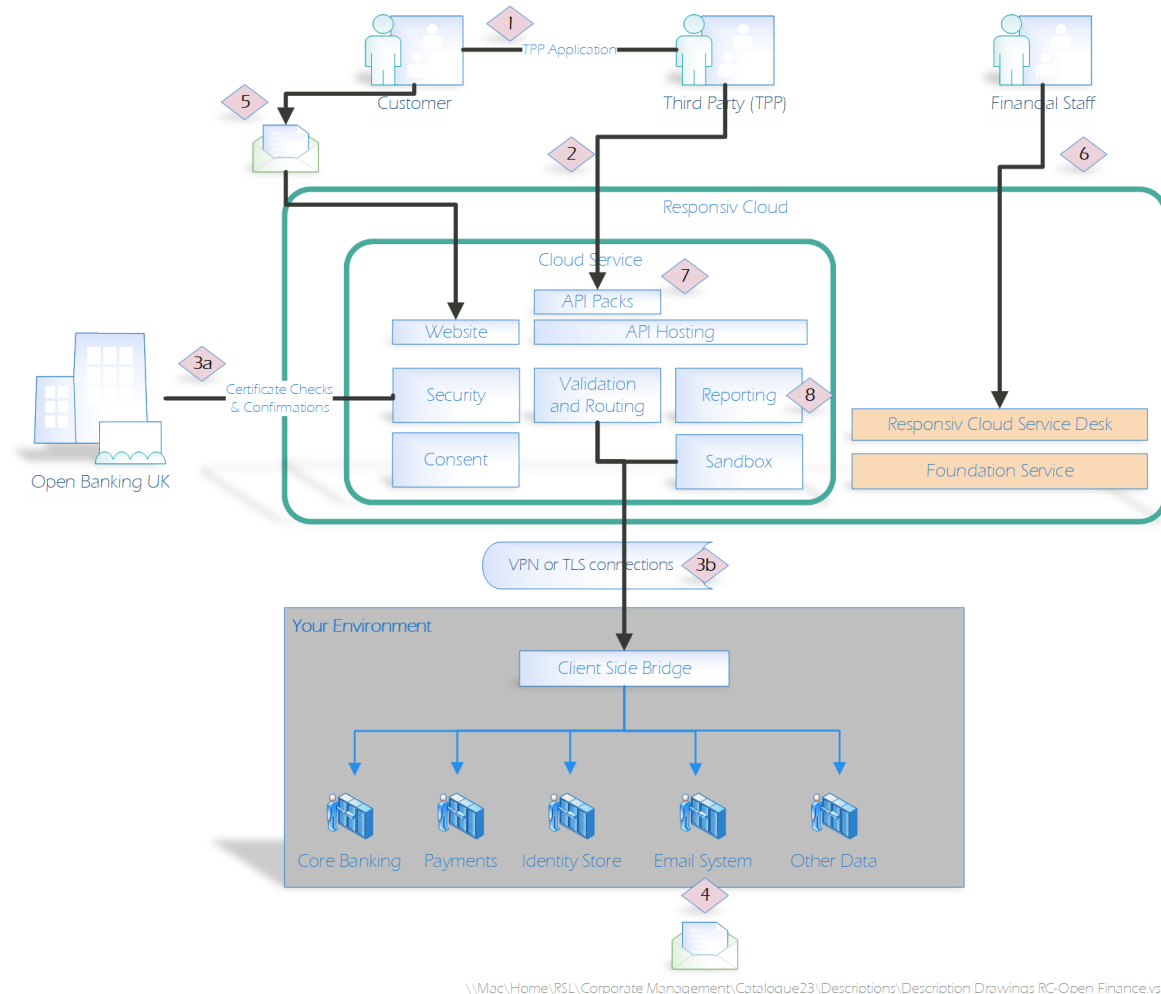 1
TPP Application
Customer
Third Party (TPP)
Financial Staff
5
2
6
Responsiv Cloud
Cloud Service
7
API Packs
Website
API Hosting
3a
Certificate Checks
& Confirmations
Security
Validation
and Routing
Reporting
8
Responsiv Cloud Service Desk
Consent
Sandbox
Foundation Service
Open Banking UK
VPN or TLS connections
3b
Your Environment
Client Side Bridge
Core Banking
Payments
Identity Store
Email System
Other Data
4
\\Mac\Home\RSL\Corporate Management\Catalogue23\Descriptions\Description Drawings RC-Open Finance.vs